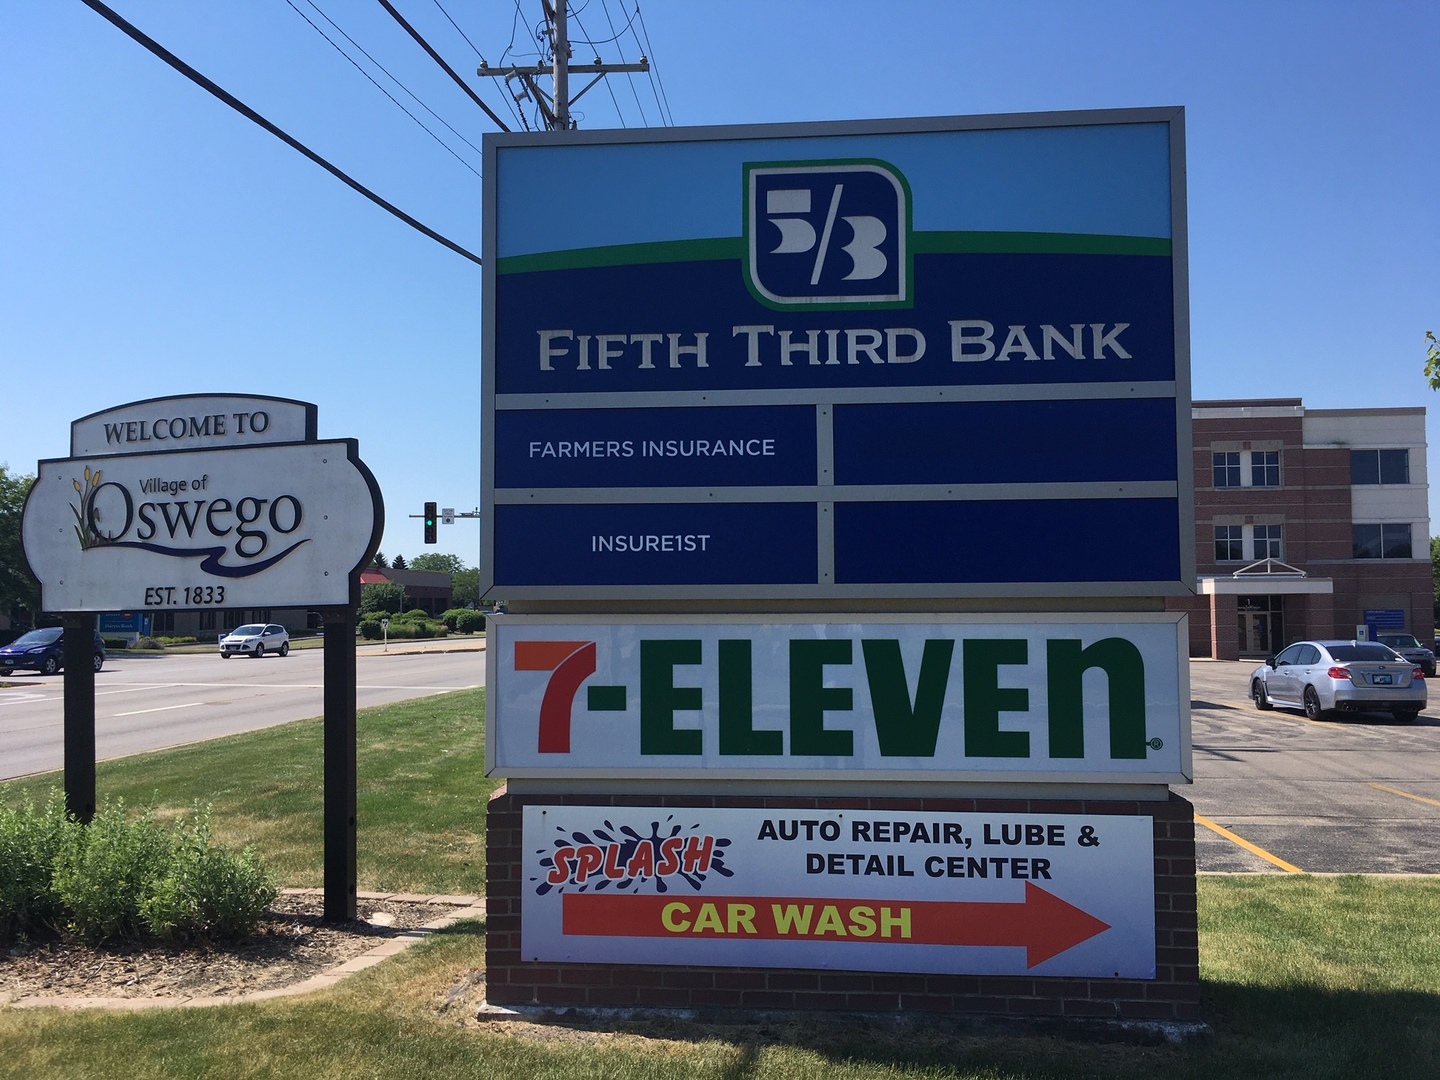 WELCOME TO
Village of
Oswego
EST. 1833
5/3
FIFTH THIRD BANK
FARMERS INSURANCE
INSURE1ST
7-ELEVEN®
SPLASH
AUTO REPAIR, LUBE &
DETAIL CENTER
CAR WASH